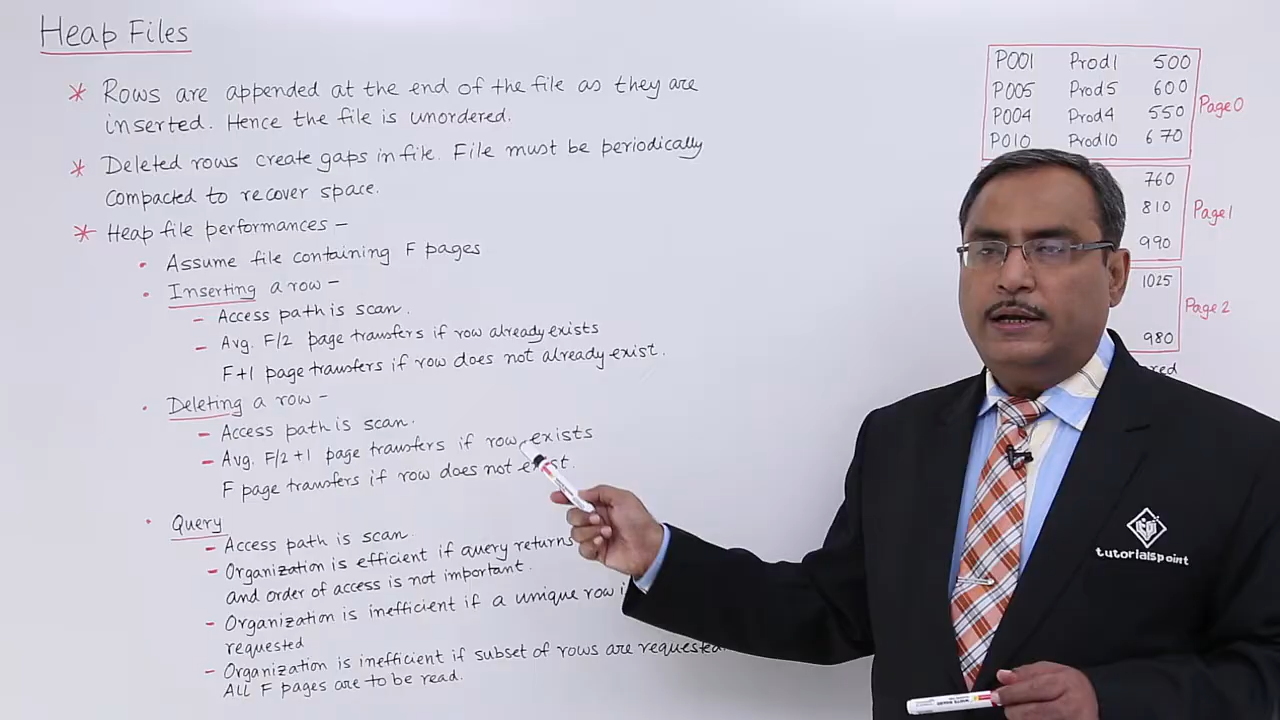 Heap Files
* Rows are appended at the end of the file as they are
inserted. Hence the file is unordered.
* Deleted rows create gaps in file. File must be periodically
compacted to recover space.
* Heap file performances –
• Assume file containing F pages
• Inserting a row –
– Access path is scan.
– Avg. F/2 page transfers if row already exists
F+1 page transfers if row does not already exist.
• Deleting a row –
– Access path is scan.
– Avg. F/2 +1 page transfers if row exists
F page transfers if row does not exist.
• Query
– Access path is scan.
– Organization is efficient if query returns
and order of access is not important.
– Organization is inefficient if a unique row
requested
– Organization is inefficient if subset of rows are requested
ALL F pages are to be read.
P001 Prod1 500
P005 Prod5 600
P004 Prod4 550
P010 Prod10 670
Page0
760
810
990
Page1
1025
980
Page2
tutorialspoint